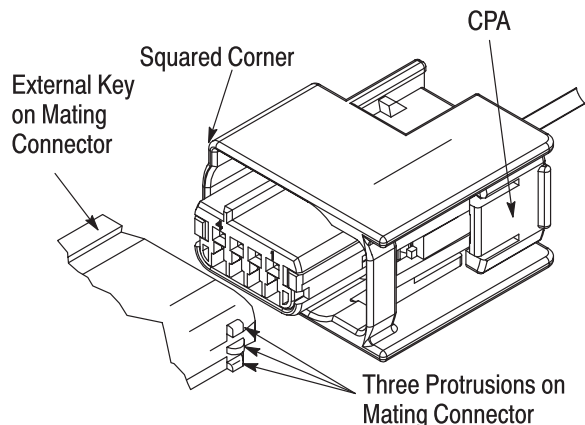 CPA
Squared Corner
External Key
on Mating
Connector
Three Protrusions on
Mating Connector